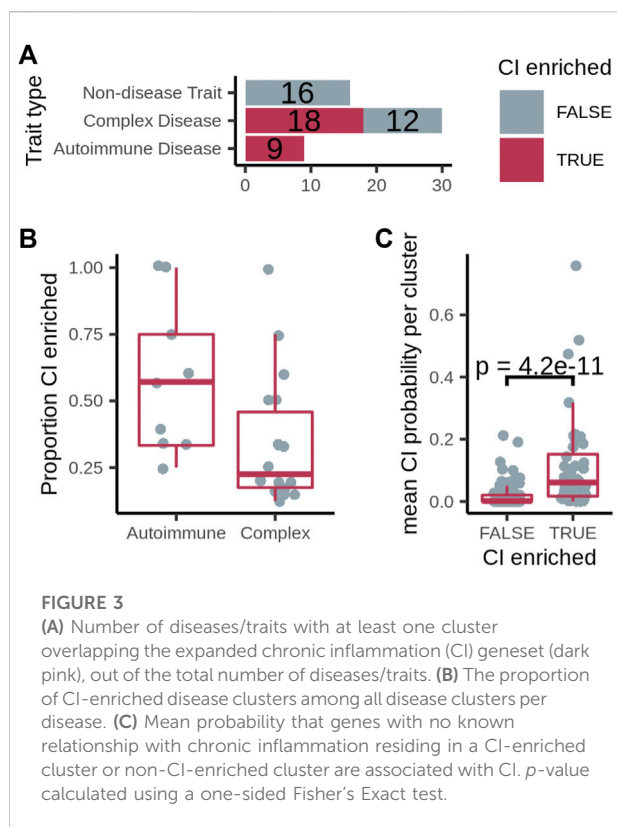 A
Trait type
Non-disease Trait
Complex Disease
Autoimmune Disease
16
18
12
9
0
10
20
30
CI enriched
FALSE
TRUE
B
Proportion CI enriched
1.00
0.75
0.50
0.25
Autoimmune
Complex
C
mean CI probability per cluster
0.6
0.4
0.2
0.0
p = 4.2e-11
FALSE
TRUE
CI enriched
FIGURE 3
(A) Number of diseases/traits with at least one cluster
overlapping the expanded chronic inflammation (CI) geneset (dark
pink), out of the total number of diseases/traits. (B) The proportion
of CI-enriched disease clusters among all disease clusters per
disease. (C) Mean probability that genes with no known
relationship with chronic inflammation residing in a CI-enriched
cluster or non-CI-enriched cluster are associated with CI. p-value
calculated using a one-sided Fisher's Exact test.